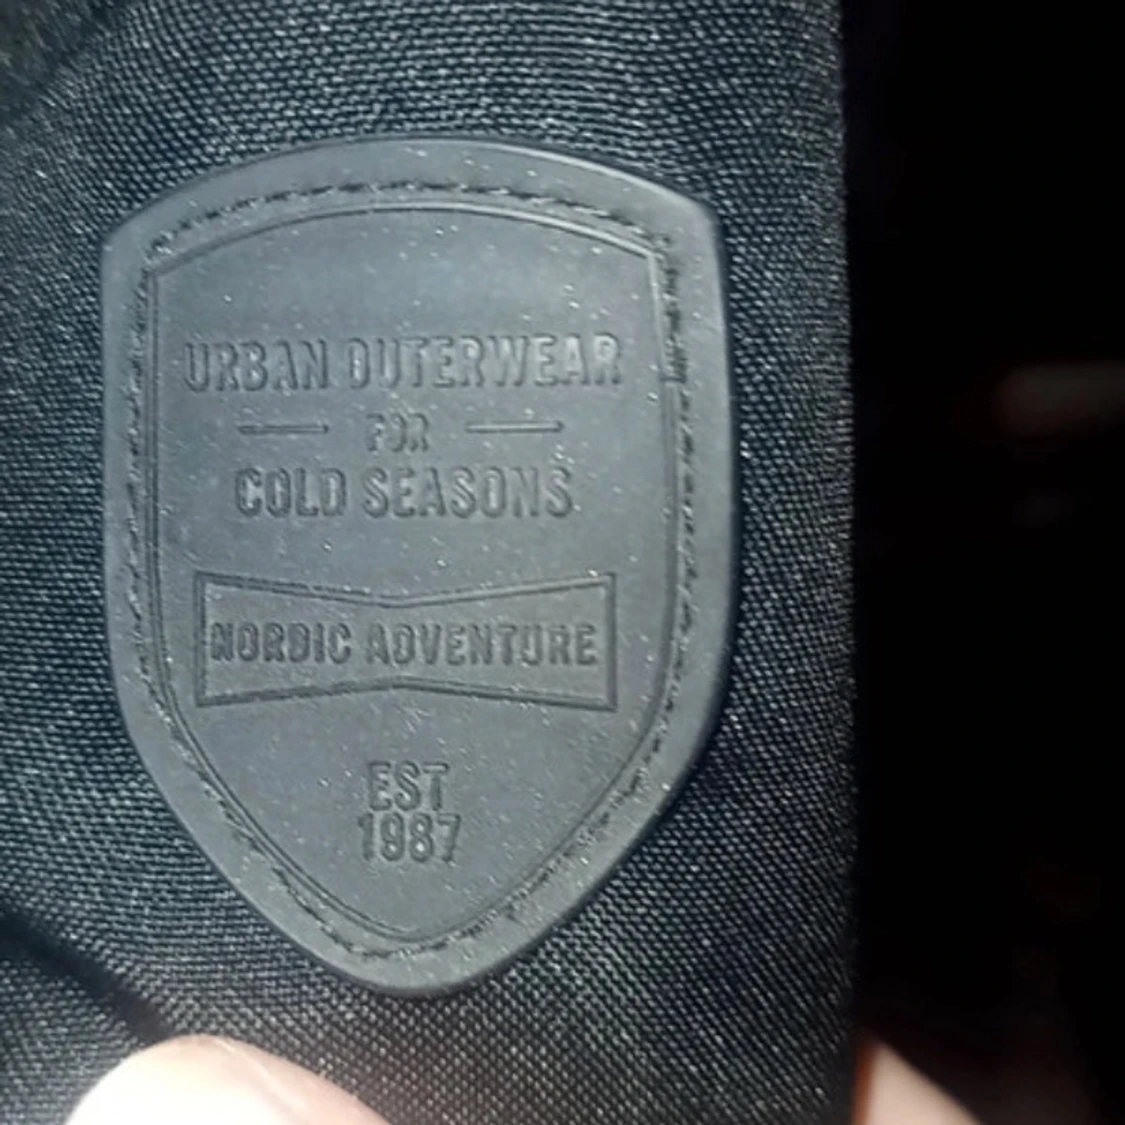 URBAN OUTERWEAR
FOR
COLD SEASONS
NORDIC ADVENTURE
EST
1987